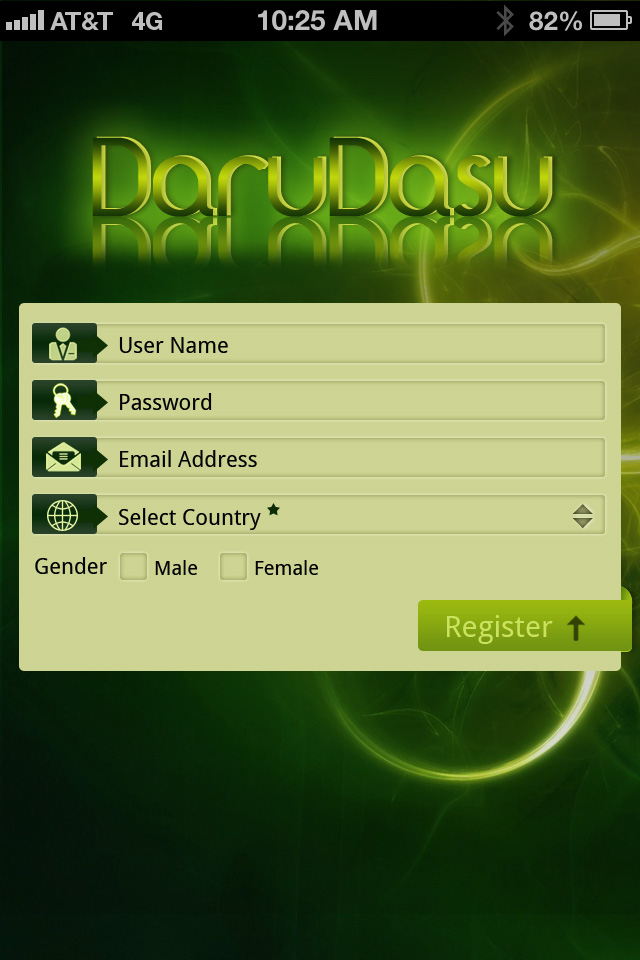 AT&T 4G 10:25 AM 82%
DaruDasu
User Name
Password
Email Address
Select Country ★
Gender Male Female
Register ↑